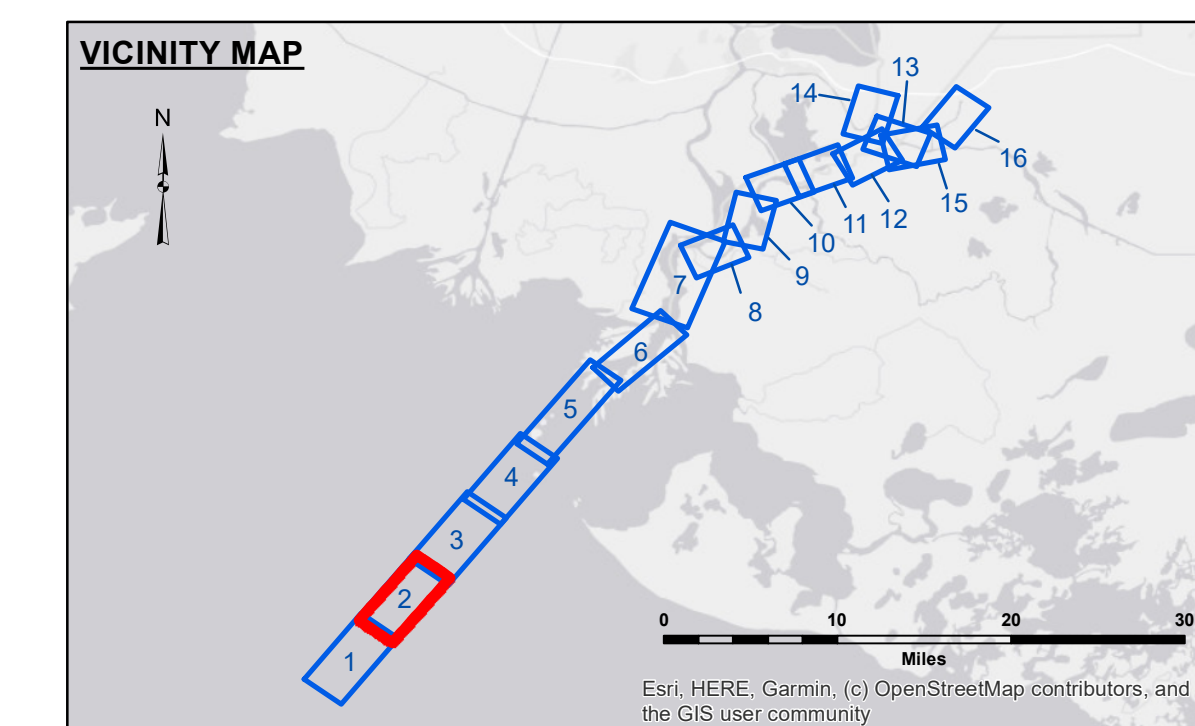 VICINITY MAP
N
13
14
16
15
12
11
10
9
8
7
6
5
4
3
2
1
0 10 20 30
Miles
Esri, HERE, Garmin, (c) OpenStreetMap contributors, and
the GIS user community